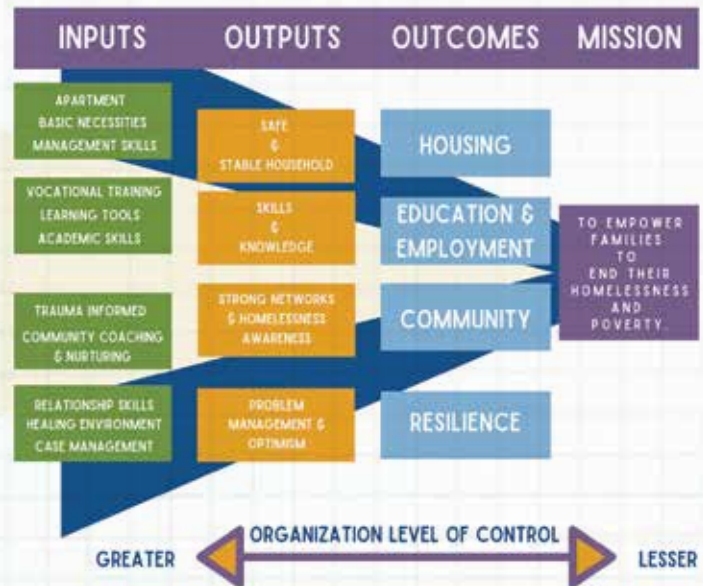 INPUTS
OUTPUTS
OUTCOMES
MISSION
APARTMENT
BASIC NECESSITIES
MANAGEMENT SKILLS
SAFE
&
STABLE HOUSEHOLD
HOUSING
VOCATIONAL TRAINING
LEARNING TOOLS
ACADEMIC SKILLS
SKILLS
&
KNOWLEDGE
EDUCATION &
EMPLOYMENT
TO EMPOWER
FAMILIES
TO
END THEIR
HOMELESSNESS
AND
POVERTY.
TRAUMA INFORMED
COMMUNITY COACHING
& NURTURING
STRONG NETWORKS
& HOMELESSNESS
AWARENESS
COMMUNITY
RELATIONSHIP SKILLS
HEALING ENVIRONMENT
CASE MANAGEMENT
PROBLEM
MANAGEMENT &
OPTIMISM
RESILIENCE
ORGANIZATION LEVEL OF CONTROL
GREATER
LESSER